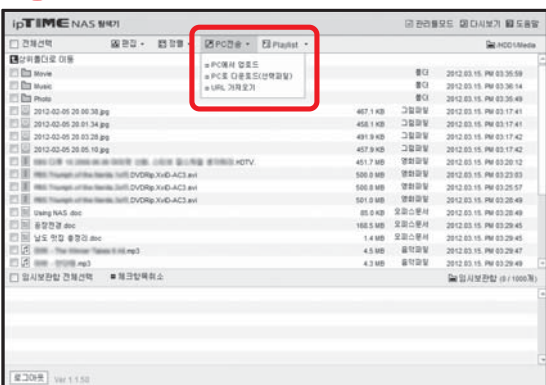 ipTIME NAS 탐색기
관리툴모드 다시보기 도움말
전체선택 편집 정렬 PC전송 Playlist /HDD1/Media
상위폴더로 이동
PC에서 업로드
PC로 다운로드(선택파일)
URL 가져오기
Movie 폴더 2012.03.15. PM 03:35:59
Music 폴더 2012.03.15. PM 03:36:14
Photo 폴더 2012.03.15. PM 03:35:49
2012-02-05 20.00.38.jpg 467.1 KB 그림파일 2012.03.15. PM 03:17:41
2012-02-05 20.01.34.jpg 458.1 KB 그림파일 2012.03.15. PM 03:17:41
2012-02-05 20.03.28.jpg 491.9 KB 그림파일 2012.03.15. PM 03:17:42
2012-02-05 20.05.10.jpg 457.9 KB 그림파일 2012.03.15. PM 03:17:42
HDTV. 451.7 MB 영화파일 2012.03.15. PM 03:20:12
DVDRip.XviD-AC3.avi 500.0 MB 영화파일 2012.03.15. PM 03:23:03
DVDRip.XviD-AC3.avi 500.8 MB 영화파일 2012.03.15. PM 03:25:57
DVDRip.XviD-AC3.avi 501.0 MB 영화파일 2012.03.15. PM 03:28:49
Using NAS .doc 85.0 KB 오피스문서 2012.03.15. PM 03:28:49
등장전경.doc 168.5 MB 오피스문서 2012.03.15. PM 03:29:45
남도 맛집 총정리.doc 1.4 MB 오피스문서 2012.03.15. PM 03:29:45
.mp3 4.5 MB 음악파일 2012.03.15. PM 03:29:47
.mp3 4.3 MB 음악파일 2012.03.15. PM 03:29:49
임시보관함 전체선택 체크항목취소 임시보관함 (0 / 1000개)
로그아웃 Ver 1.1.50